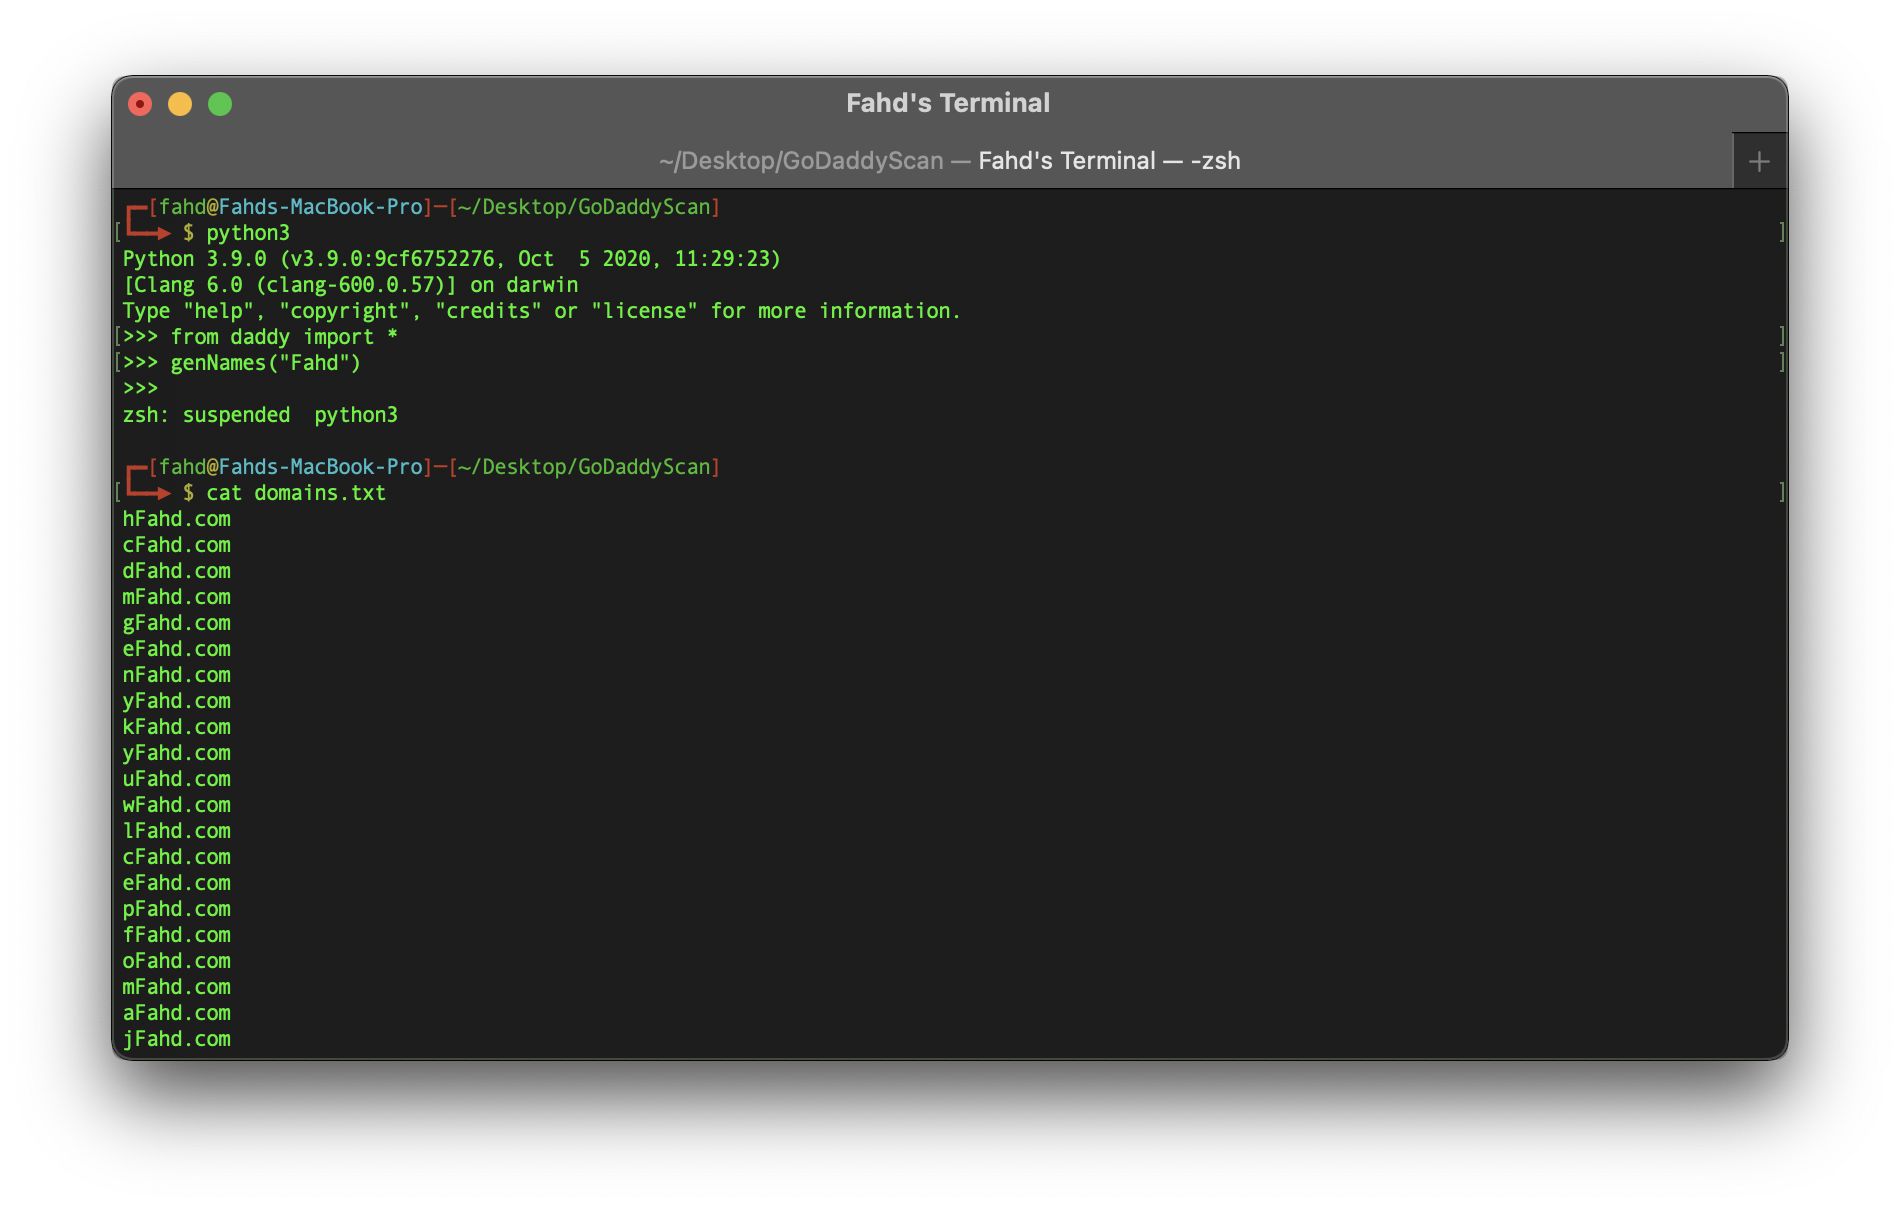 Fahd's Terminal
~/Desktop/GoDaddyScan — Fahd's Terminal — -zsh
[fahd@Fahds-MacBook-Pro]-[~/Desktop/GoDaddyScan]
$ python3
Python 3.9.0 (v3.9.0:9cf6752276, Oct  5 2020, 11:29:23)
[Clang 6.0 (clang-600.0.57)] on darwin
Type "help", "copyright", "credits" or "license" for more information.
>>> from daddy import *
>>> genNames("Fahd")
>>>
zsh: suspended  python3
[fahd@Fahds-MacBook-Pro]-[~/Desktop/GoDaddyScan]
$ cat domains.txt
hFahd.com
cFahd.com
dFahd.com
mFahd.com
gFahd.com
eFahd.com
nFahd.com
yFahd.com
kFahd.com
yFahd.com
uFahd.com
wFahd.com
lFahd.com
cFahd.com
eFahd.com
pFahd.com
fFahd.com
oFahd.com
mFahd.com
aFahd.com
jFahd.com